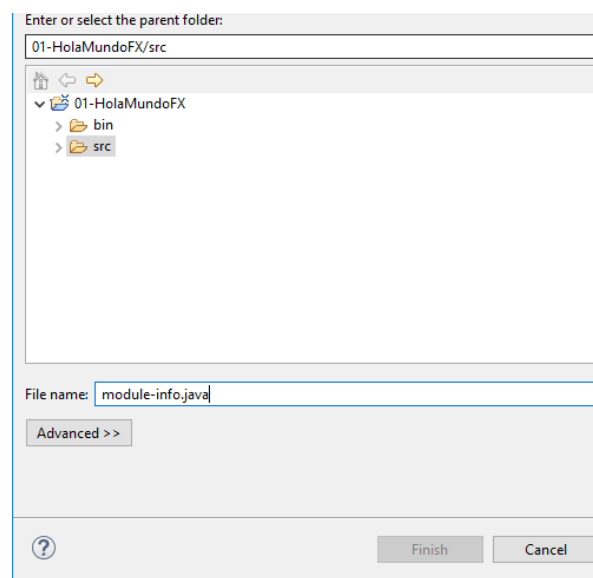 Enter or select the parent folder:
01-HolaMundoFX/src
01-HolaMundoFX
bin
src
File name: module-info.java
Advanced >>
? Finish Cancel